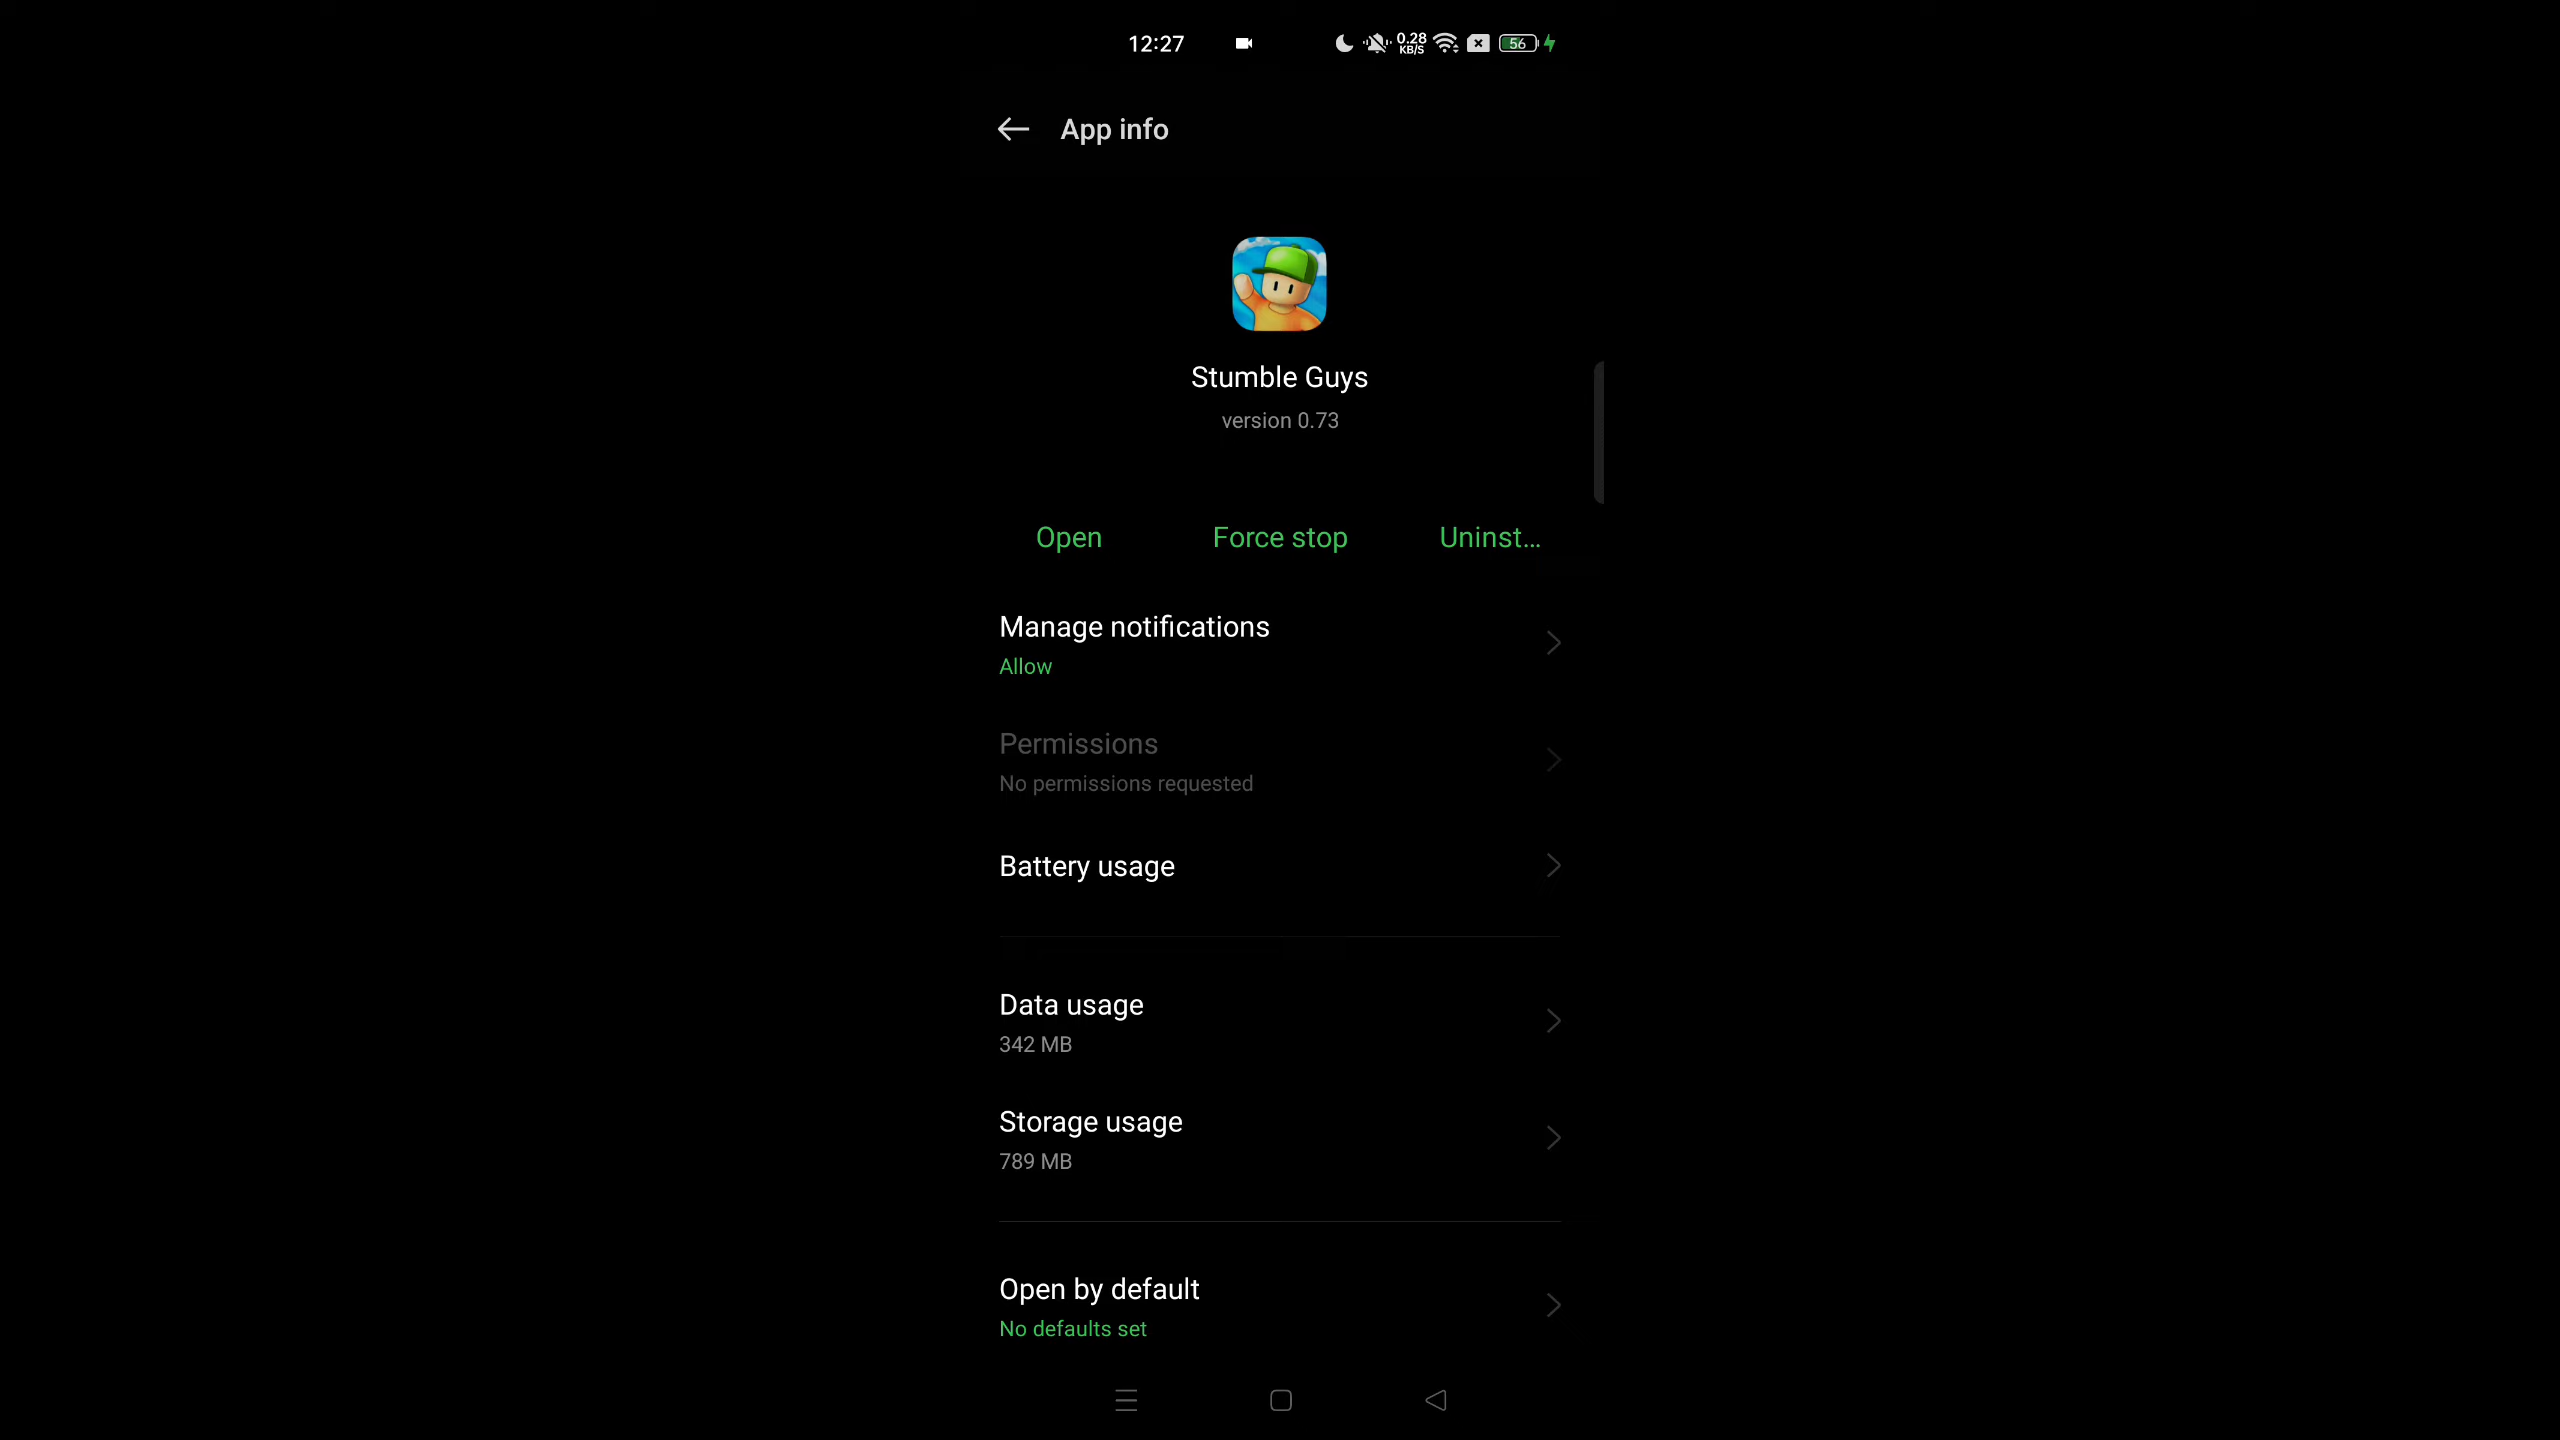 12:27
0.28
KB/S
56
App info
Stumble Guys
version 0.73
Open Force stop Uninst...
Manage notifications
Allow
Permissions
No permissions requested
Battery usage
Data usage
342 MB
Storage usage
789 MB
Open by default
No defaults set